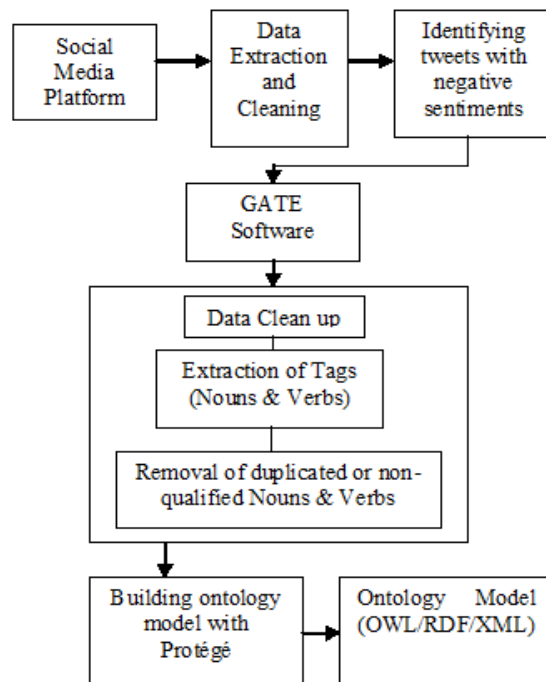 Social
Media
Platform
Data
Extraction
and
Cleaning
Identifying
tweets with
negative
sentiments
GATE
Software
Data Clean up
Extraction of Tags
(Nouns & Verbs)
Removal of duplicated or non-
qualified Nouns & Verbs
Building ontology
model with
Protégé
Ontology Model
(OWL/RDF/XML)